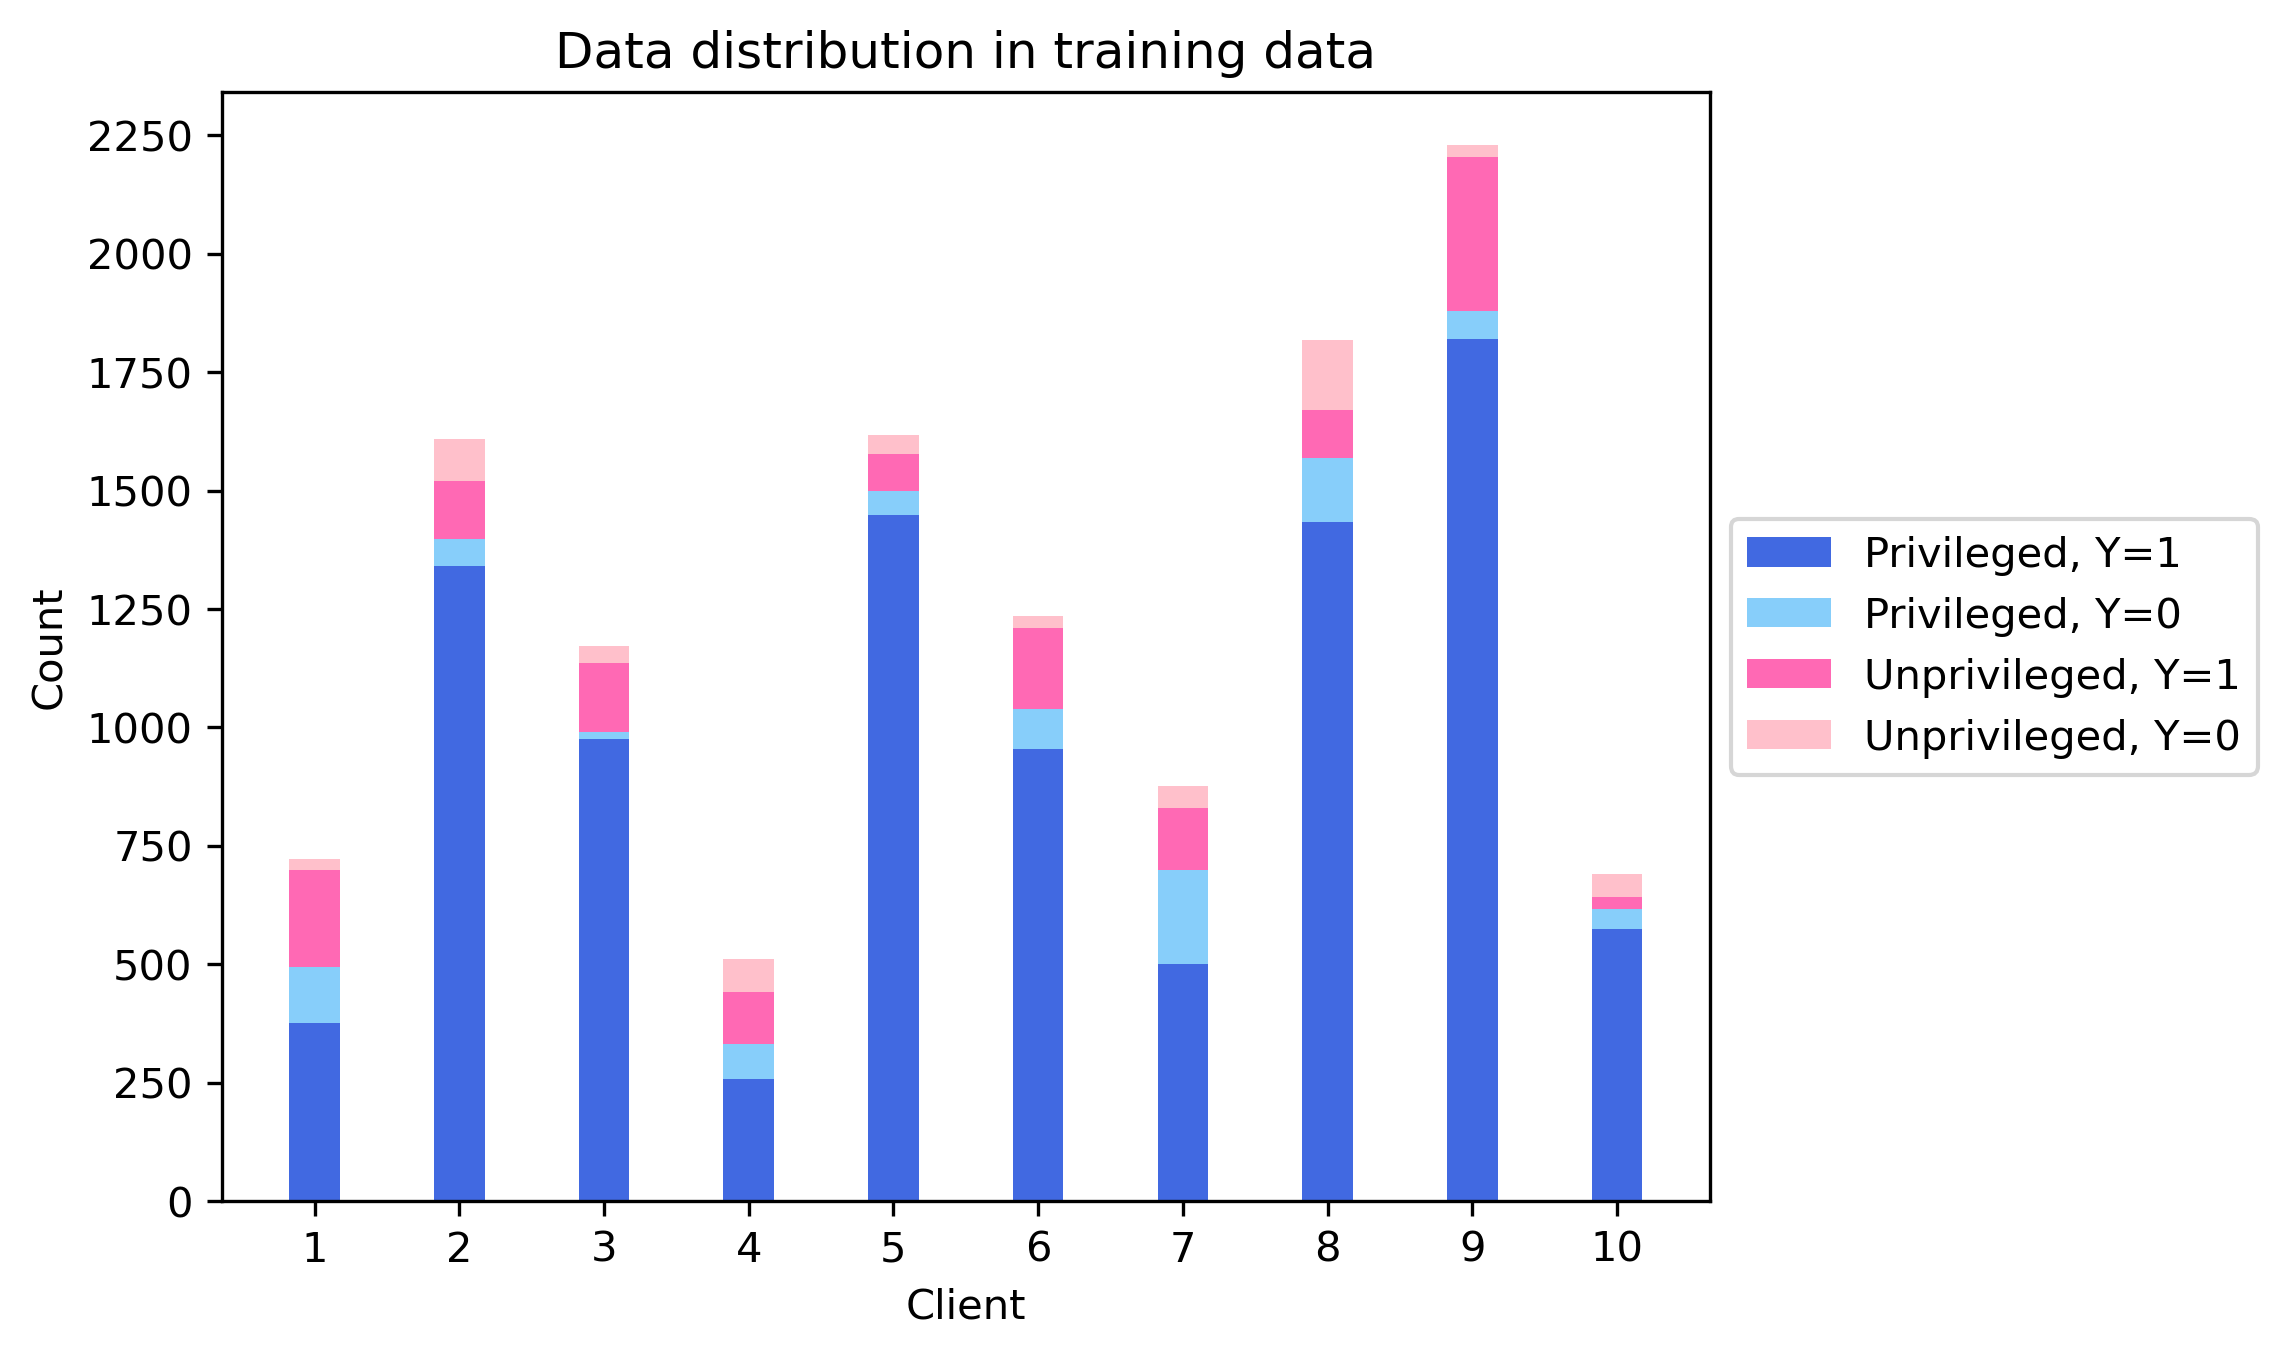 Data distribution in training data
2250
2000
1750
1500
1250
1000
750
500
250
0
Count
1 2 3 4 5 6 7 8 9 10
Client
Privileged, Y=1
Privileged, Y=0
Unprivileged, Y=1
Unprivileged, Y=0